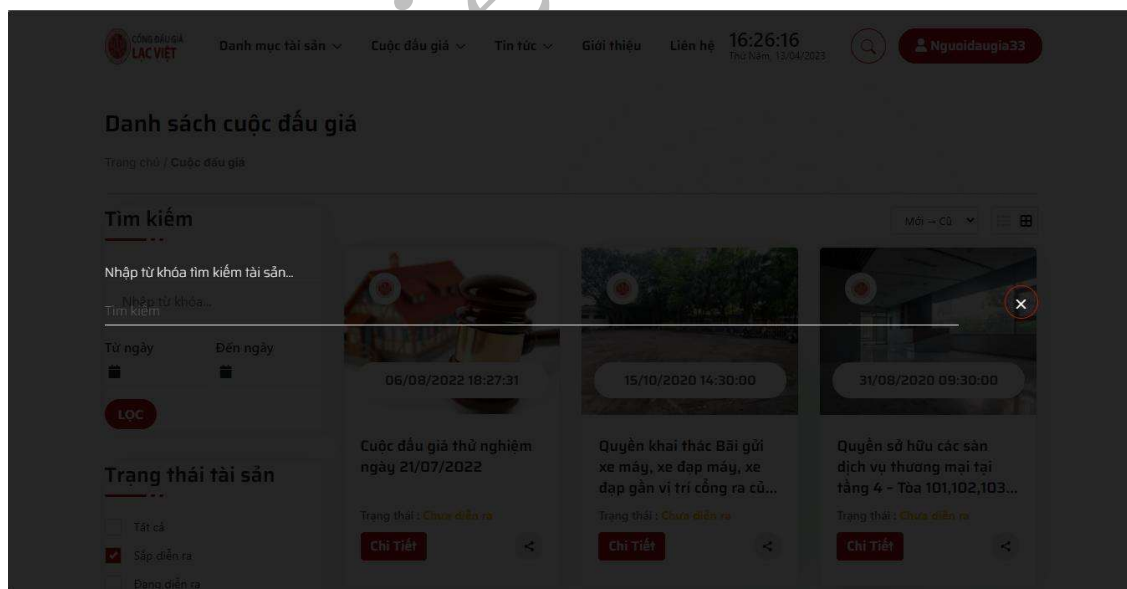 CỔNG ĐẤU GIÁ
LẠC VIỆT
Danh mục tài sản
Cuộc đấu giá
Tin tức
Giới thiệu
Liên hệ
16:26:16
Thứ Năm, 13/04/2023
Nguoidaugia33
Danh sách cuộc đấu giá
Trang chủ / Cuộc đấu giá
Tìm kiếm
Mới → Cũ
Nhập từ khóa tìm kiếm tài sản...
Nhập từ khóa...
Tìm kiếm
Từ ngày
Đến ngày
LỌC
06/08/2022 18:27:31
15/10/2020 14:30:00
31/08/2020 09:30:00
Cuộc đấu giá thử nghiệm
ngày 21/07/2022
Quyền khai thác Bãi gửi
xe máy, xe đạp máy, xe
đạp gần vị trí cổng ra củ...
Quyền sở hữu các sàn
dịch vụ thương mại tại
tầng 4 – Tòa 101,102,103...
Trạng thái : Chưa diễn ra
Trạng thái : Chưa diễn ra
Trạng thái : Chưa diễn ra
Chi Tiết
Chi Tiết
Chi Tiết
Trạng thái tài sản
Tất cả
Sắp diễn ra
Đang diễn ra